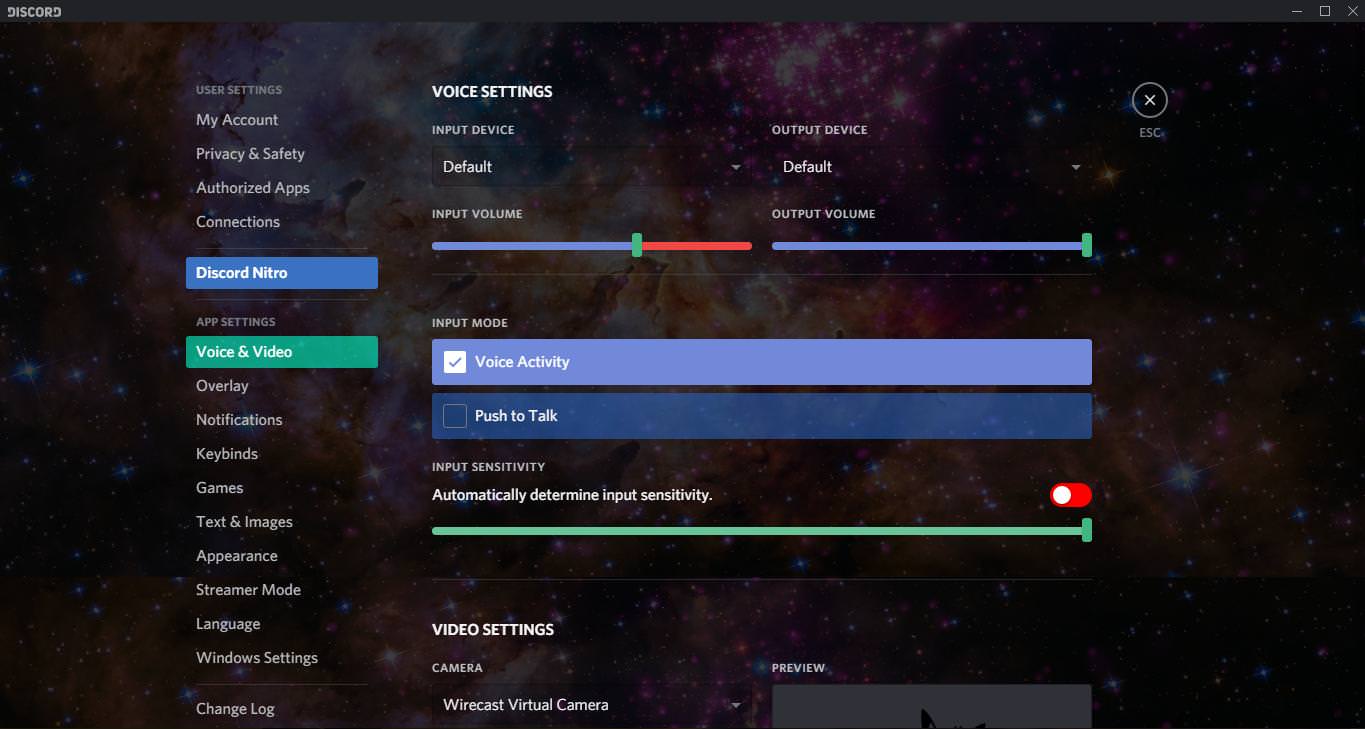 DISCORD
USER SETTINGS
My Account
Privacy & Safety
Authorized Apps
Connections
Discord Nitro
APP SETTINGS
Voice & Video
Overlay
Notifications
Keybinds
Games
Text & Images
Appearance
Streamer Mode
Language
Windows Settings
Change Log
VOICE SETTINGS
INPUT DEVICE
Default
OUTPUT DEVICE
Default
INPUT VOLUME
OUTPUT VOLUME
INPUT MODE
Voice Activity
Push to Talk
INPUT SENSITIVITY
Automatically determine input sensitivity.
VIDEO SETTINGS
CAMERA
Wirecast Virtual Camera
PREVIEW
ESC